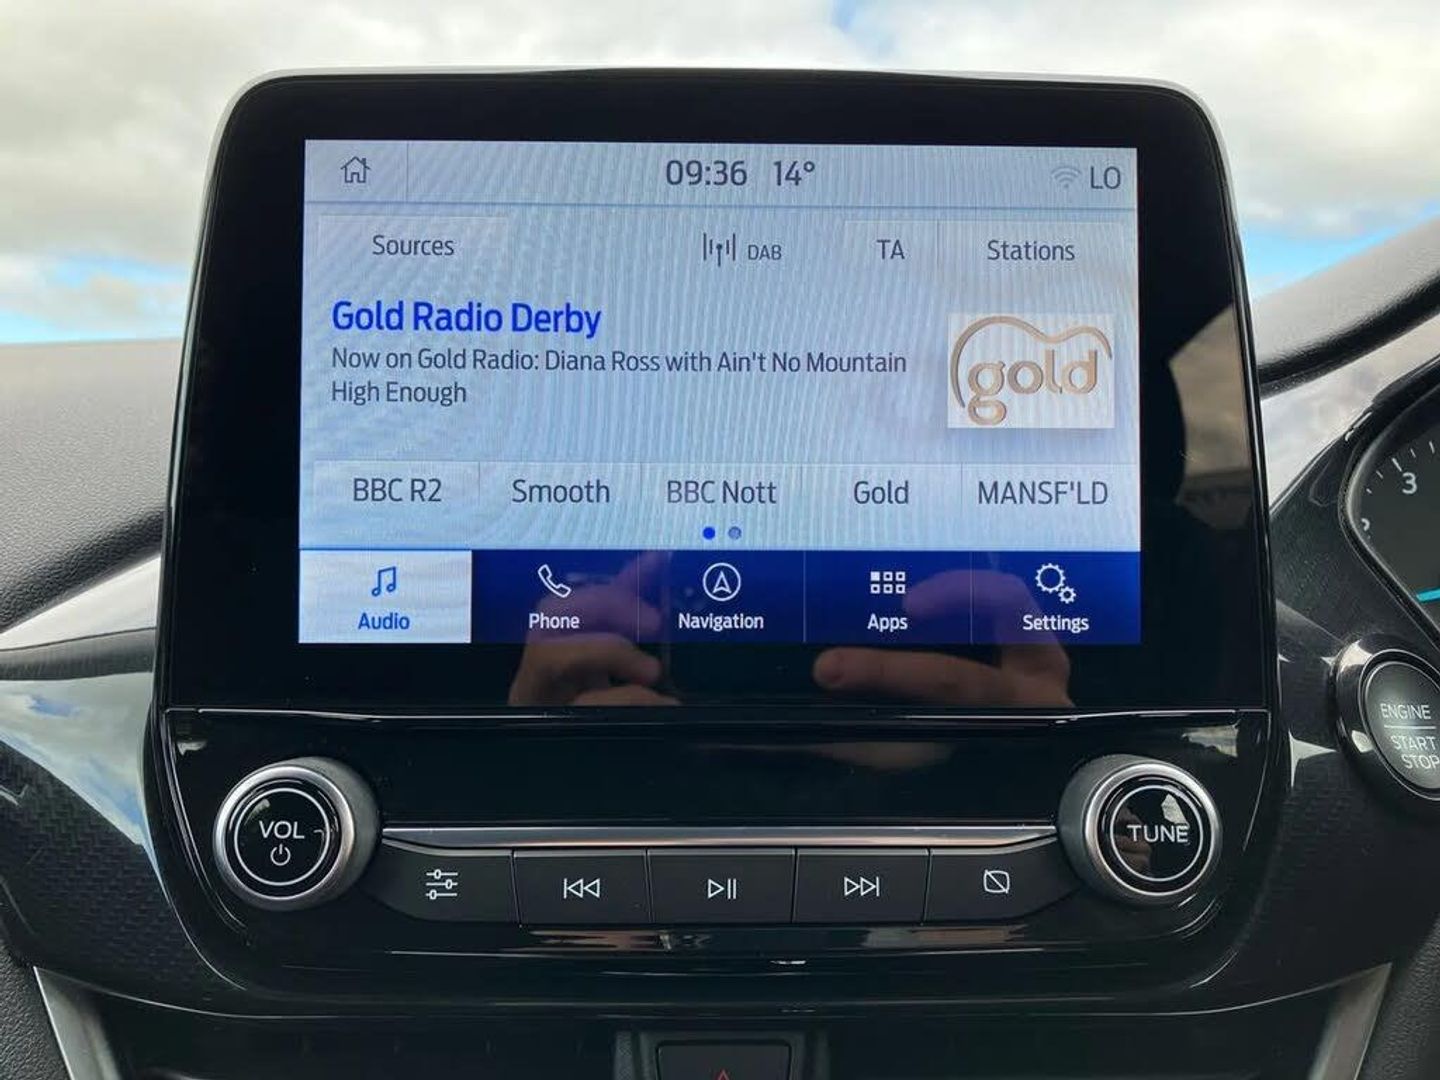 09:36 14° LO
Sources DAB TA Stations
Gold Radio Derby
Now on Gold Radio: Diana Ross with Ain't No Mountain
High Enough
gold
BBC R2 Smooth BBC Nott Gold MANSF'LD
Audio Phone Navigation Apps Settings
3
ENGINE
START
STOP
VOL
TUNE